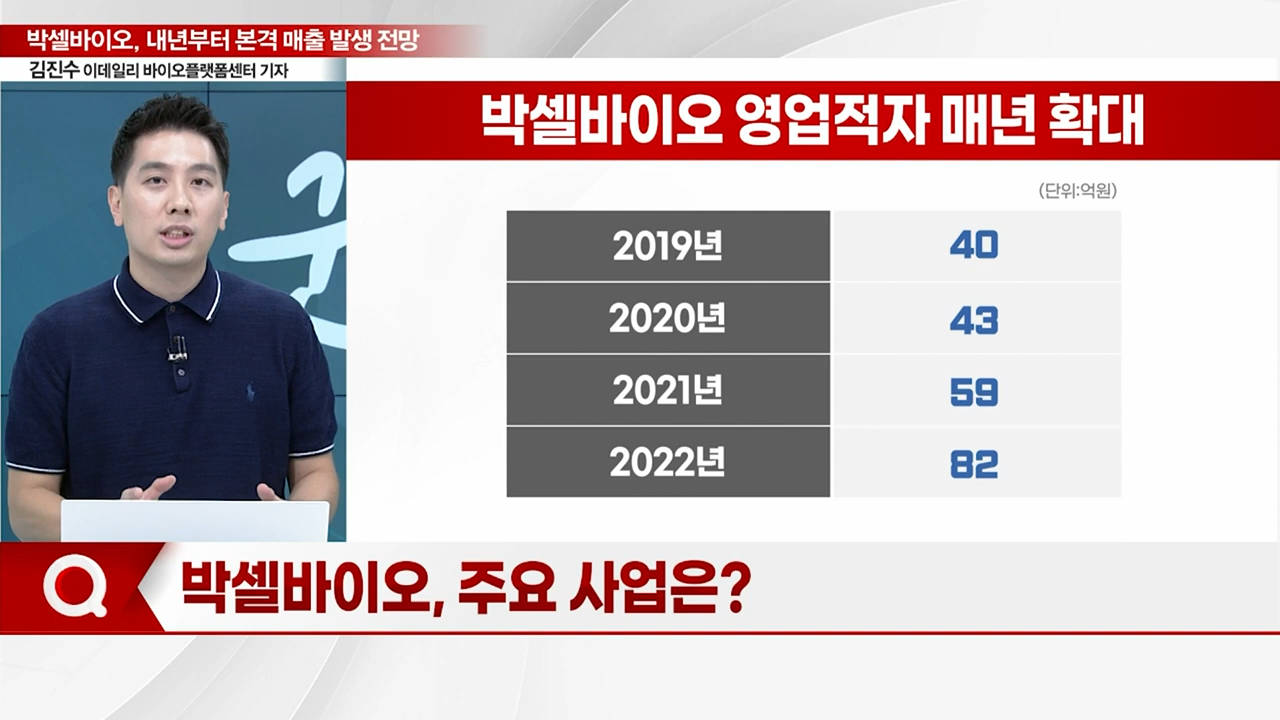 박셀바이오, 내년부터 본격 매출 발생 전망
김진수 이데일리 바이오플랫폼센터 기자
박셀바이오 영업적자 매년 확대
(단위:억원)
2019년 40
2020년 43
2021년 59
2022년 82
Q 박셀바이오, 주요 사업은?